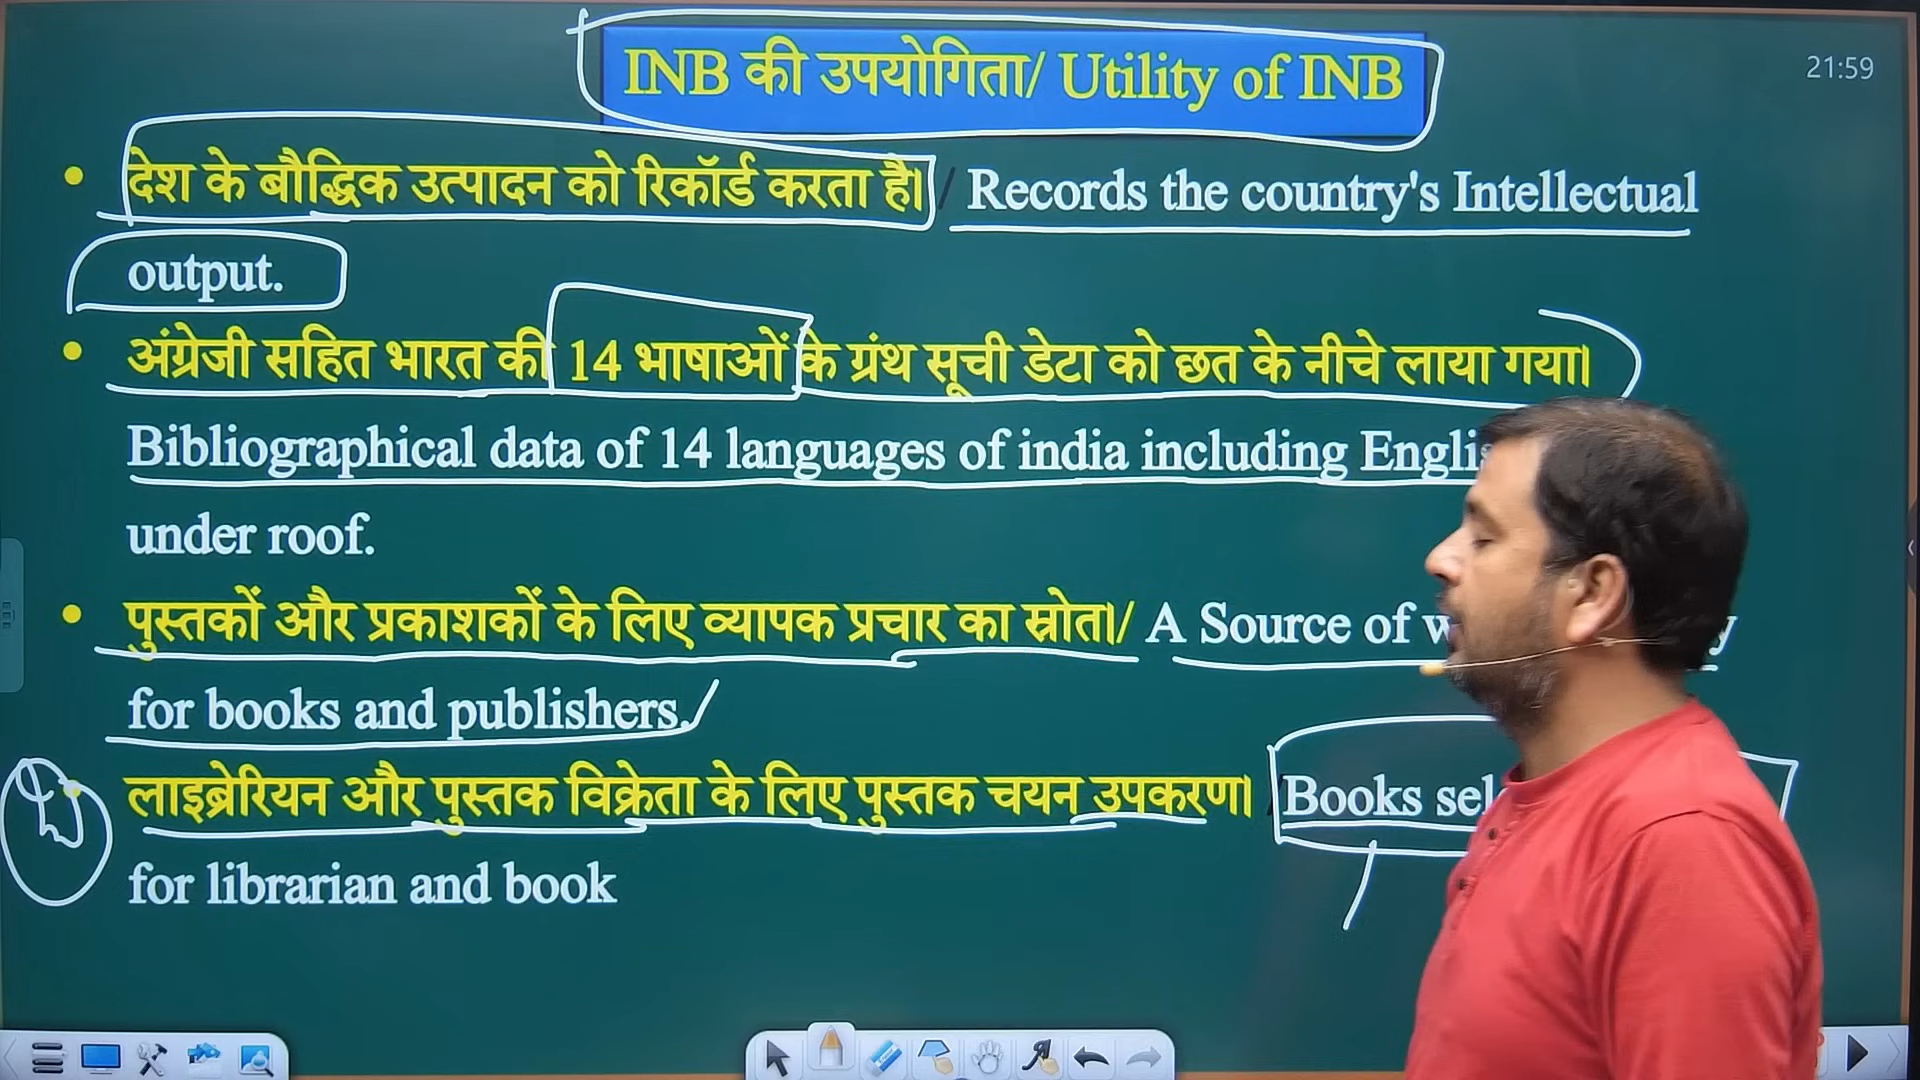 INB की उपयोगिता/ Utility of INB
21:59
• देश के बौद्धिक उत्पादन को रिकॉर्ड करता है। / Records the country's Intellectual
output.
• अंग्रेजी सहित भारत की 14 भाषाओं के ग्रंथ सूची डेटा को छत के नीचे लाया गया।
Bibliographical data of 14 languages of india including
under roof.
• पुस्तकों और प्रकाशकों के लिए व्यापक प्रचार का स्रोत।/ A Source of
for books and publishers./
• लाइब्रेरियन और पुस्तक विक्रेता के लिए पुस्तक चयन उपकरण। / Books
for librarian and book